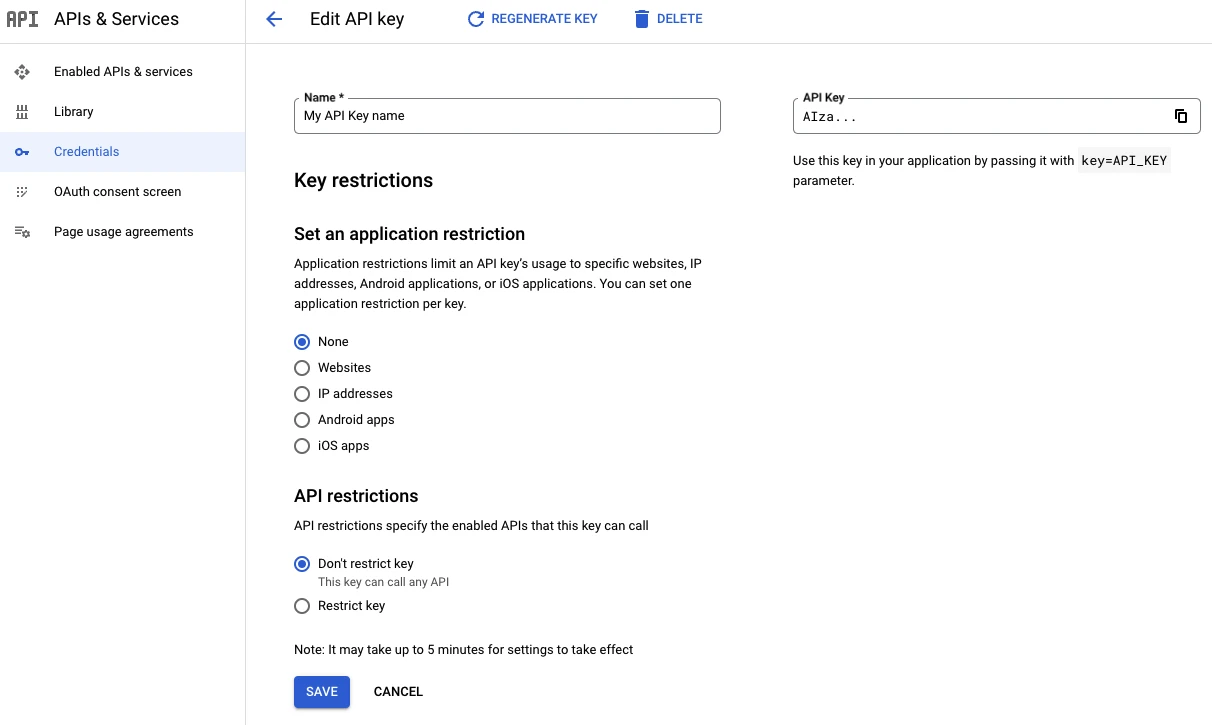 API APIs & Services
Edit API key
REGENERATE KEY
DELETE
Enabled APIs & services
Library
Credentials
OAuth consent screen
Page usage agreements
Name *
My API Key name
API Key
AIza...
Use this key in your application by passing it with key=API_KEY
parameter.
Key restrictions
Set an application restriction
Application restrictions limit an API key's usage to specific websites, IP
addresses, Android applications, or iOS applications. You can set one
application restriction per key.
None
Websites
IP addresses
Android apps
iOS apps
API restrictions
API restrictions specify the enabled APIs that this key can call
Don't restrict key
This key can call any API
Restrict key
Note: It may take up to 5 minutes for settings to take effect
SAVE
CANCEL